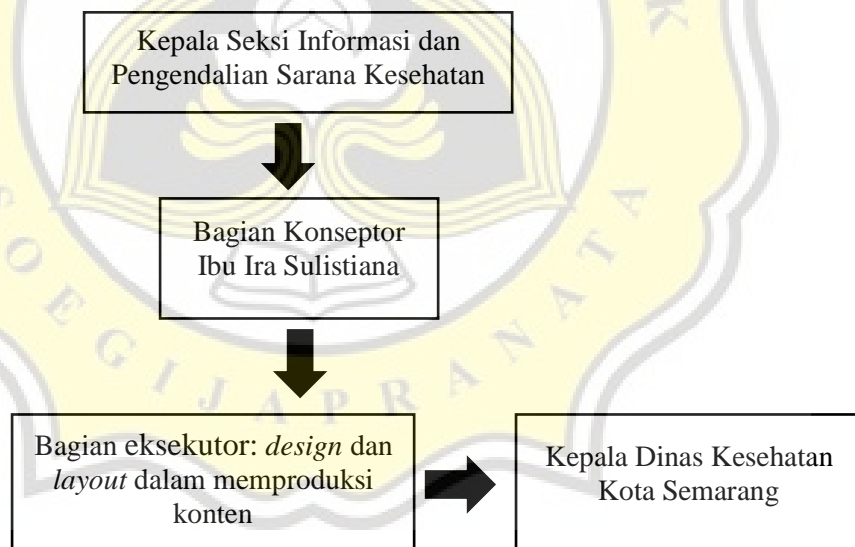 Kepala Seksi Informasi dan
Pengendalian Sarana Kesehatan
Bagian Konseptor
Ibu Ira Sulistiana
Bagian eksekutor: design dan
layout dalam memproduksi
konten
Kepala Dinas Kesehatan
Kota Semarang
SOEGIJAPRANATA
K